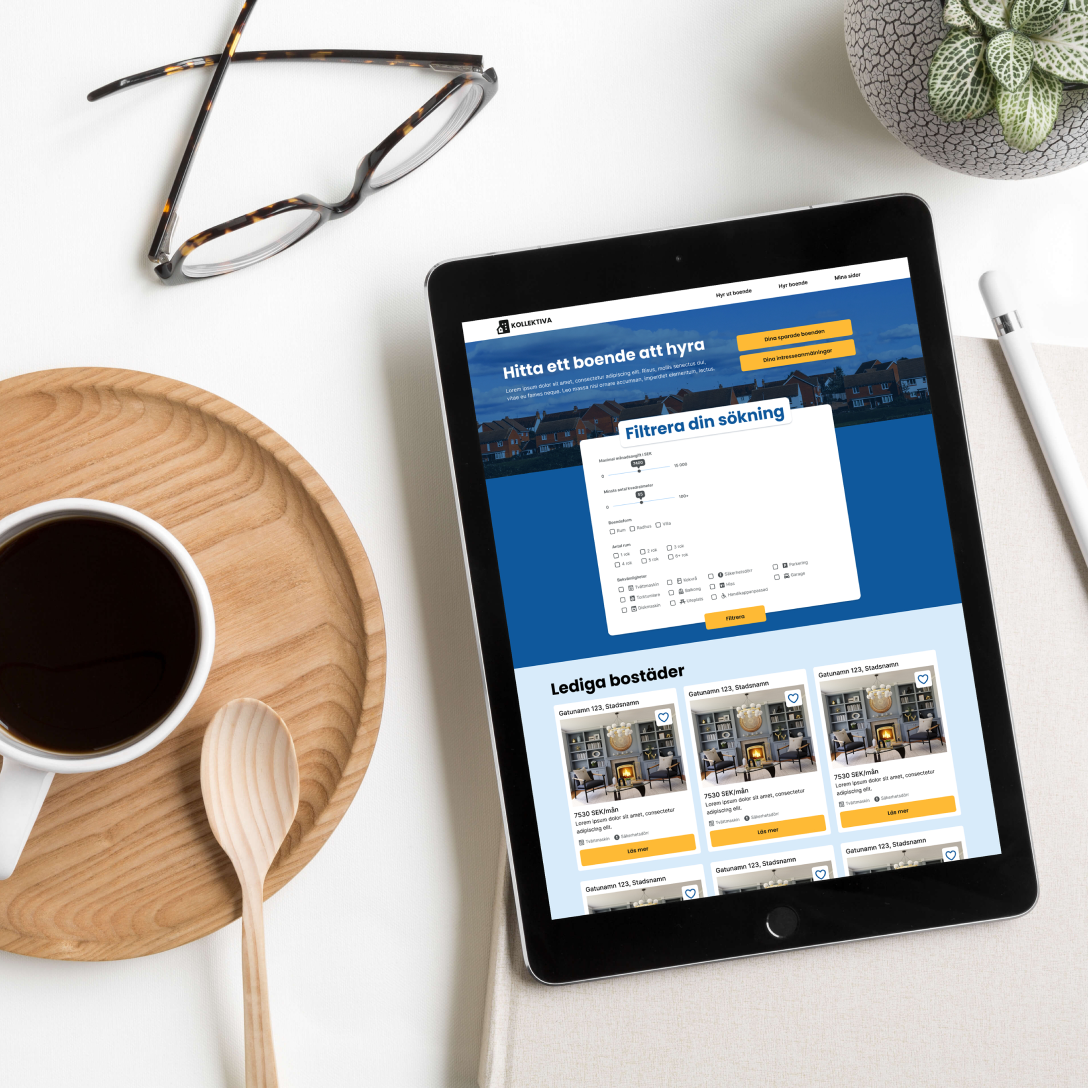 KOLLEKTIVA
Hyr ut boende
Hyr boende
Mina sidor
Hitta ett boende att hyra
Lorem ipsum dolor sit amet, consectetur adipiscing elit. Risus, mollis senectus dui,
vitae eu fames neque. Leo massa nisi ornare accumsan, imperdiet elementum, lectus.
Dina sparade boenden
Dina intresseanmälningar
Filtrera din sökning
Maximal månadsavgift i SEK
7400
0
15 000
Minsta antal kvadratmeter
55
0
100+
Boendeform
Rum
Radhus
Villa
Antal rum
1 rok
2 rok
3 rok
4 rok
5 rok
6+ rok
Bekvämligheter
Tvättmaskin
Kokvrå
Säkerhetsdörr
Parkering
Torktumlare
Balkong
Hiss
Garage
Diskmaskin
Uteplats
Handikappanpassad
Filtrera
Lediga bostäder
Gatunamn 123, Stadsnamn
7530 SEK/mån
Lorem ipsum dolor sit amet, consectetur
adipiscing elit.
Tvättmaskin
Säkerhetsdörr
Läs mer
Gatunamn 123, Stadsnamn
7530 SEK/mån
Lorem ipsum dolor sit amet, consectetur
adipiscing elit.
Tvättmaskin
Säkerhetsdörr
Läs mer
Gatunamn 123, Stadsnamn
7530 SEK/mån
Lorem ipsum dolor sit amet, consectetur
adipiscing elit.
Tvättmaskin
Säkerhetsdörr
Läs mer
Gatunamn 123, Stadsnamn
Gatunamn 123, Stadsnamn
Gatunamn 123, Stadsnamn